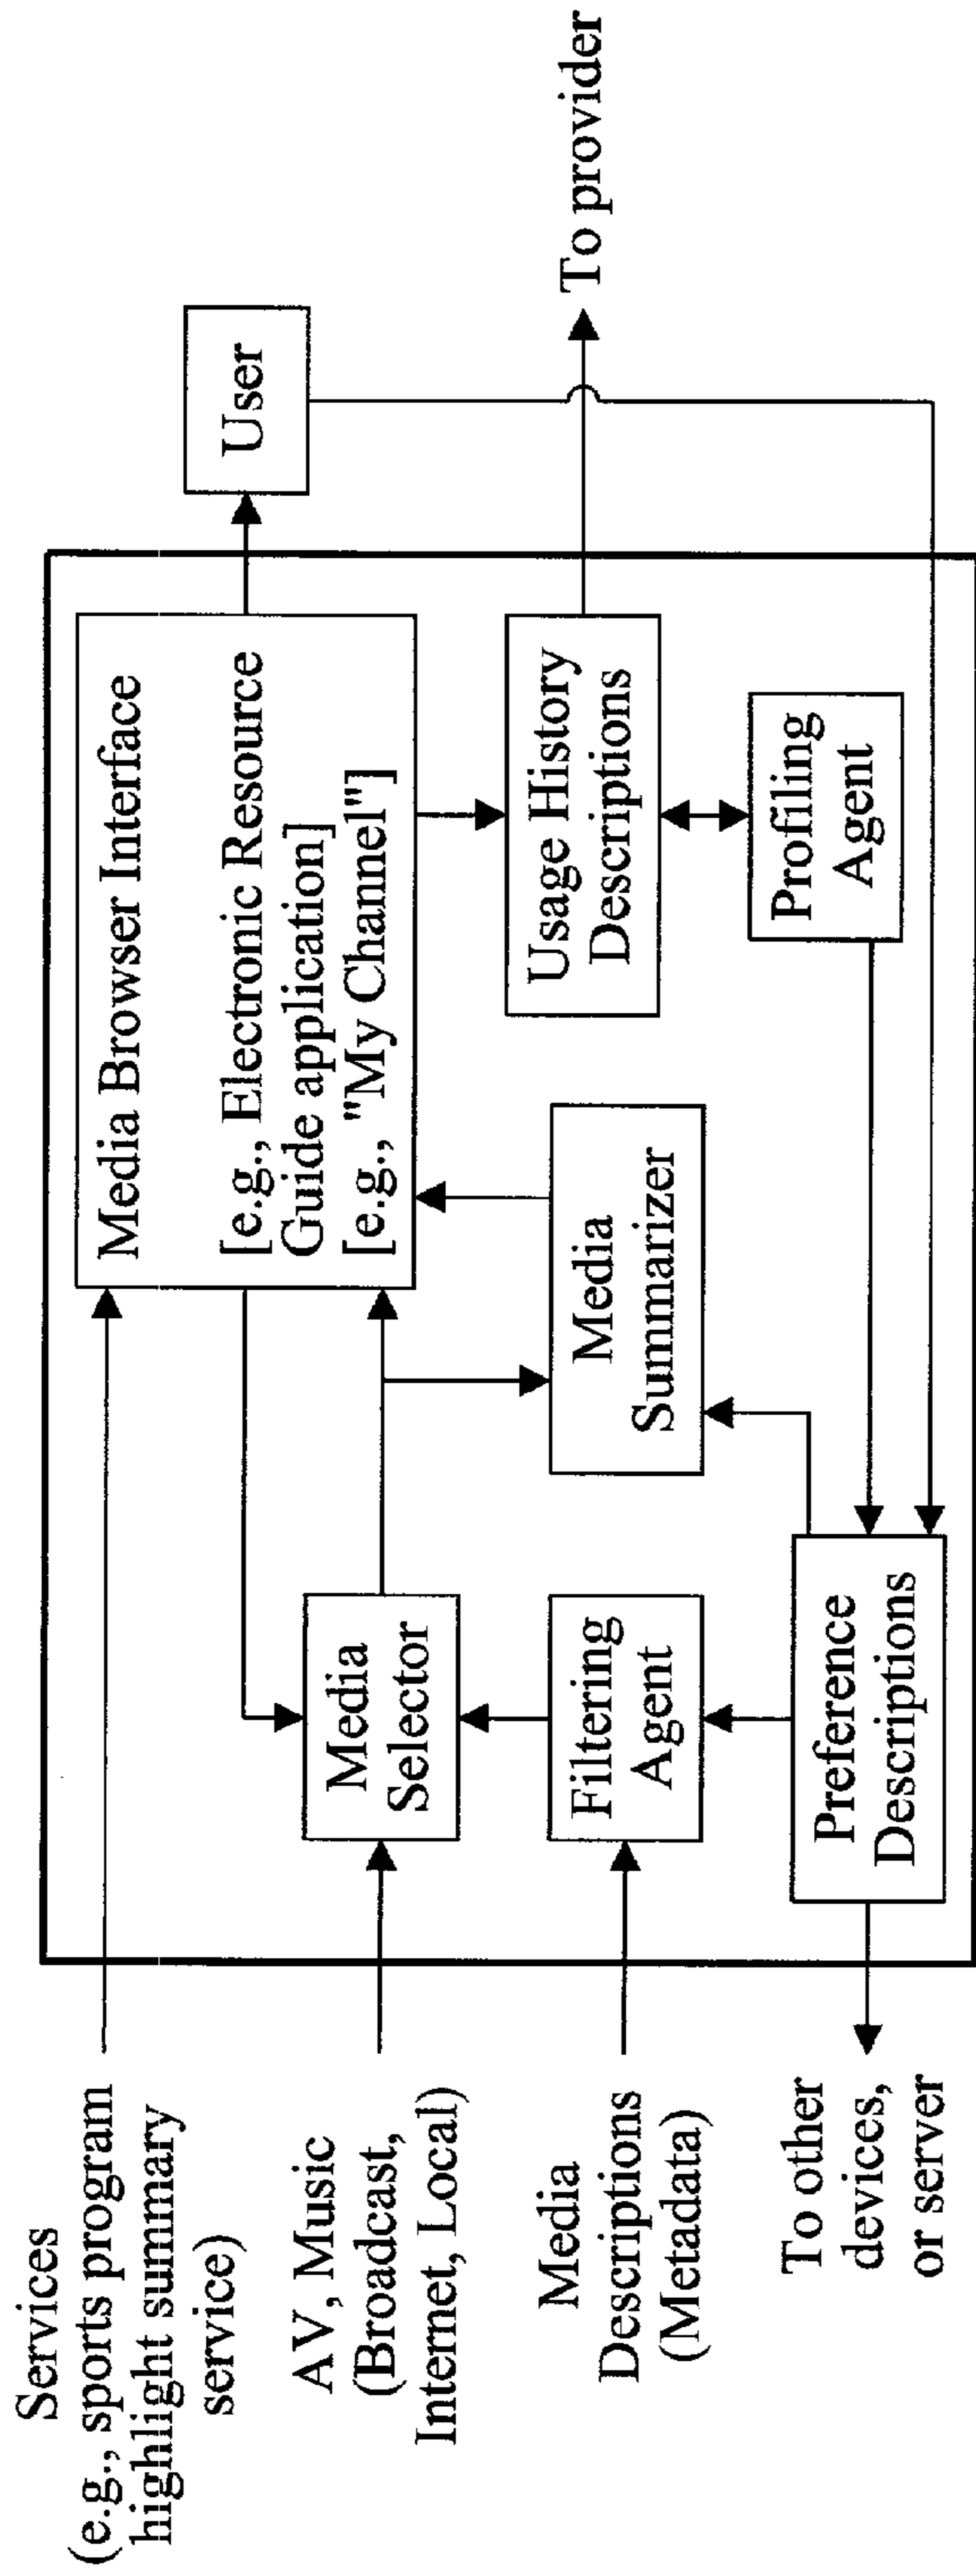 Services
(e.g., sports program
highlight summary
service)
AV, Music
(Broadcast,
Internet, Local)
Media
Descriptions
(Metadata)
To other
devices,
or server
Media Browser Interface
[e.g., Electronic Resource
Guide application]
[e.g., "My Channel"]
Media
Selector
Filtering
Agent
Preference
Descriptions
Media
Summarizer
Usage History
Descriptions
Profiling
Agent
User
To provider